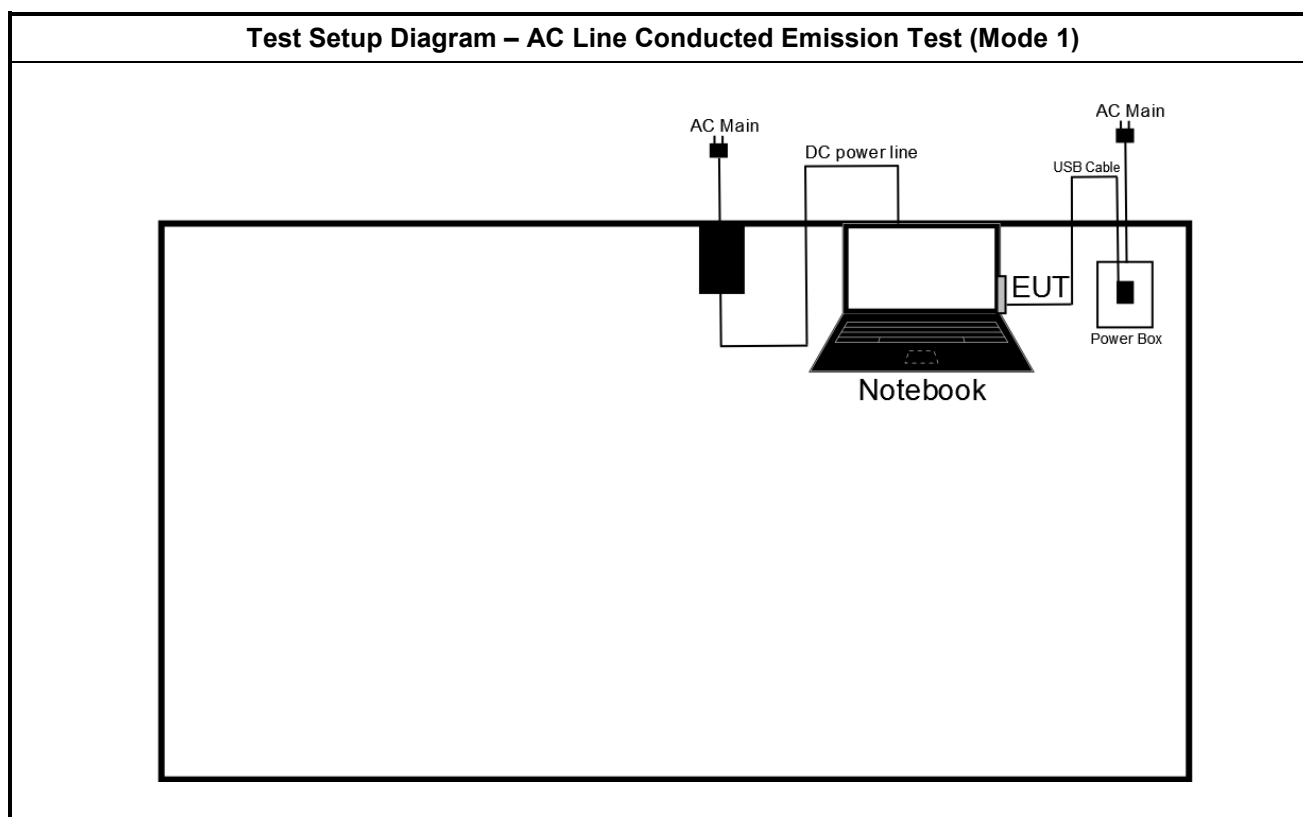 Test Setup Diagram – AC Line Conducted Emission Test (Mode 1)
AC Main
AC Main
DC power line
USB Cable
EUT
Power Box
Notebook